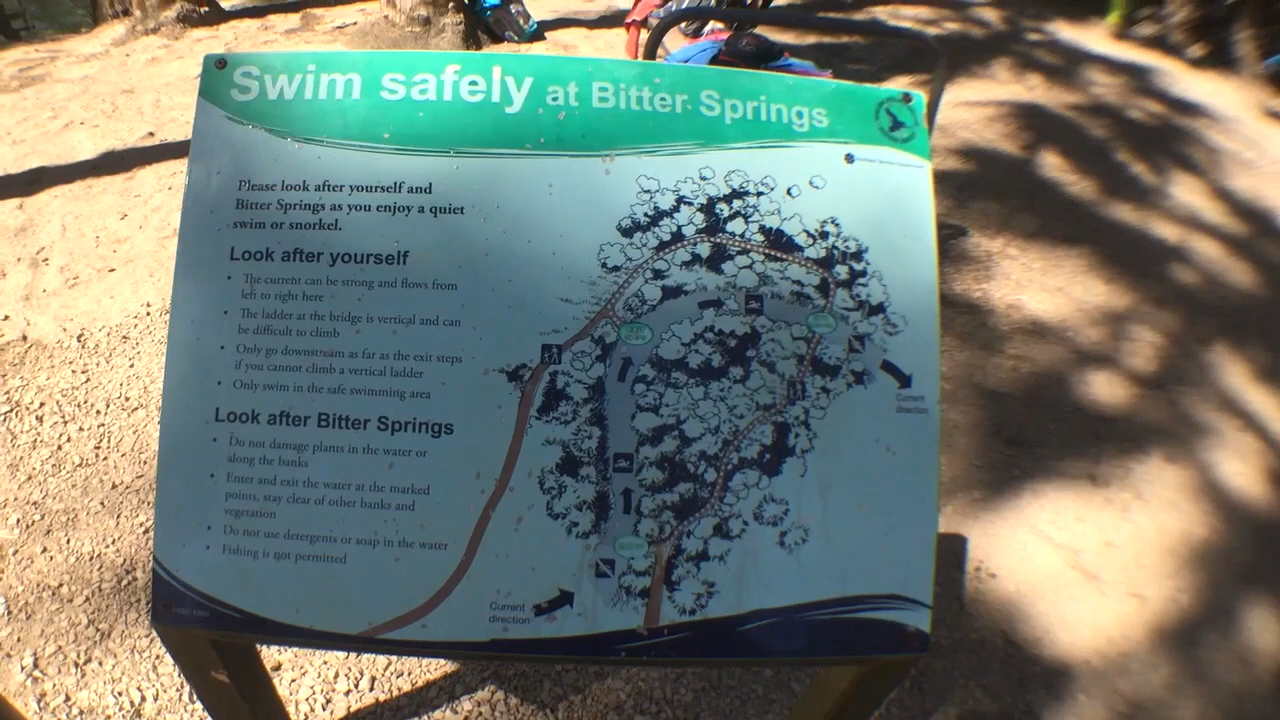 Swim safely at Bitter Springs
Please look after yourself and
Bitter Springs as you enjoy a quiet
swim or snorkel.
Look after yourself
• The current can be strong and flows from
left to right here
• The ladder at the bridge is vertical and can
be difficult to climb
• Only go downstream as far as the exit steps
if you cannot climb a vertical ladder
• Only swim in the safe swimming area
Look after Bitter Springs
• Do not damage plants in the water or
along the banks
• Enter and exit the water at the marked
points, stay clear of other banks and
vegetation
• Do not use detergents or soap in the water
• Fishing is not permitted
Current
direction
Current
direction